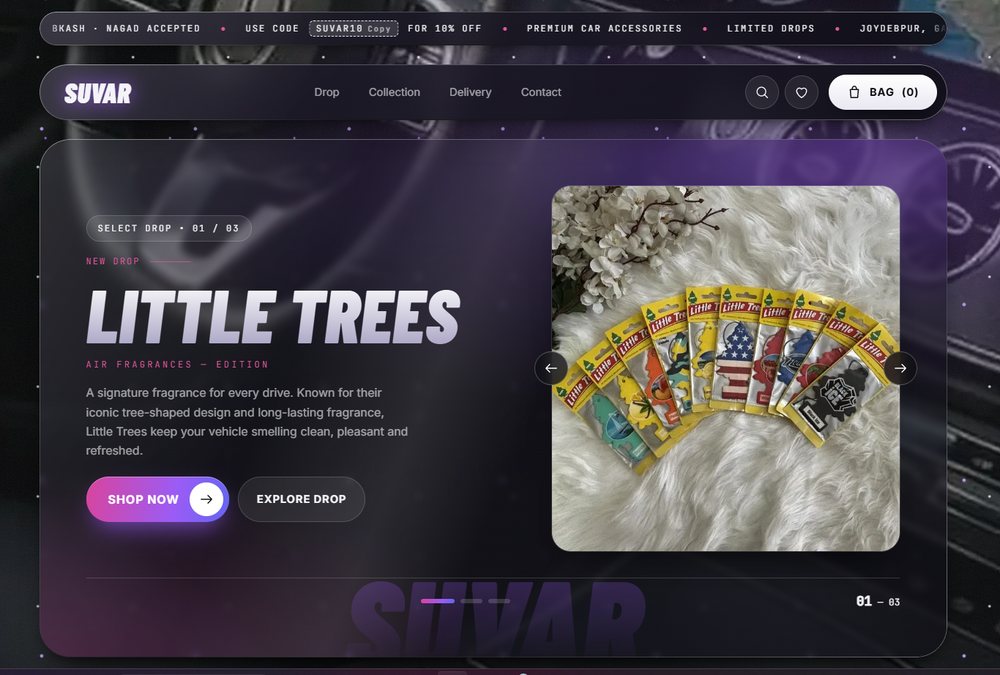 BKASH · NAGAD ACCEPTED • USE CODE SUVAR10 Copy FOR 10% OFF • PREMIUM CAR ACCESSORIES • LIMITED DROPS • JOYDEBPUR,
SUVAR
Drop Collection Delivery Contact
BAG (0)
SELECT DROP • 01 / 03
NEW DROP
LITTLE TREES
AIR FRAGRANCES — EDITION
A signature fragrance for every drive. Known for their
iconic tree-shaped design and long-lasting fragrance,
Little Trees keep your vehicle smelling clean, pleasant and
refreshed.
SHOP NOW
EXPLORE DROP
Little Trees
SUVAR
01 — 03